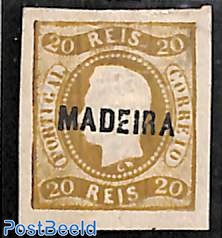 20 REIS 20
PORTUGAL
CORREIO
MADEIRA
20 REIS 20
© PostBeeld